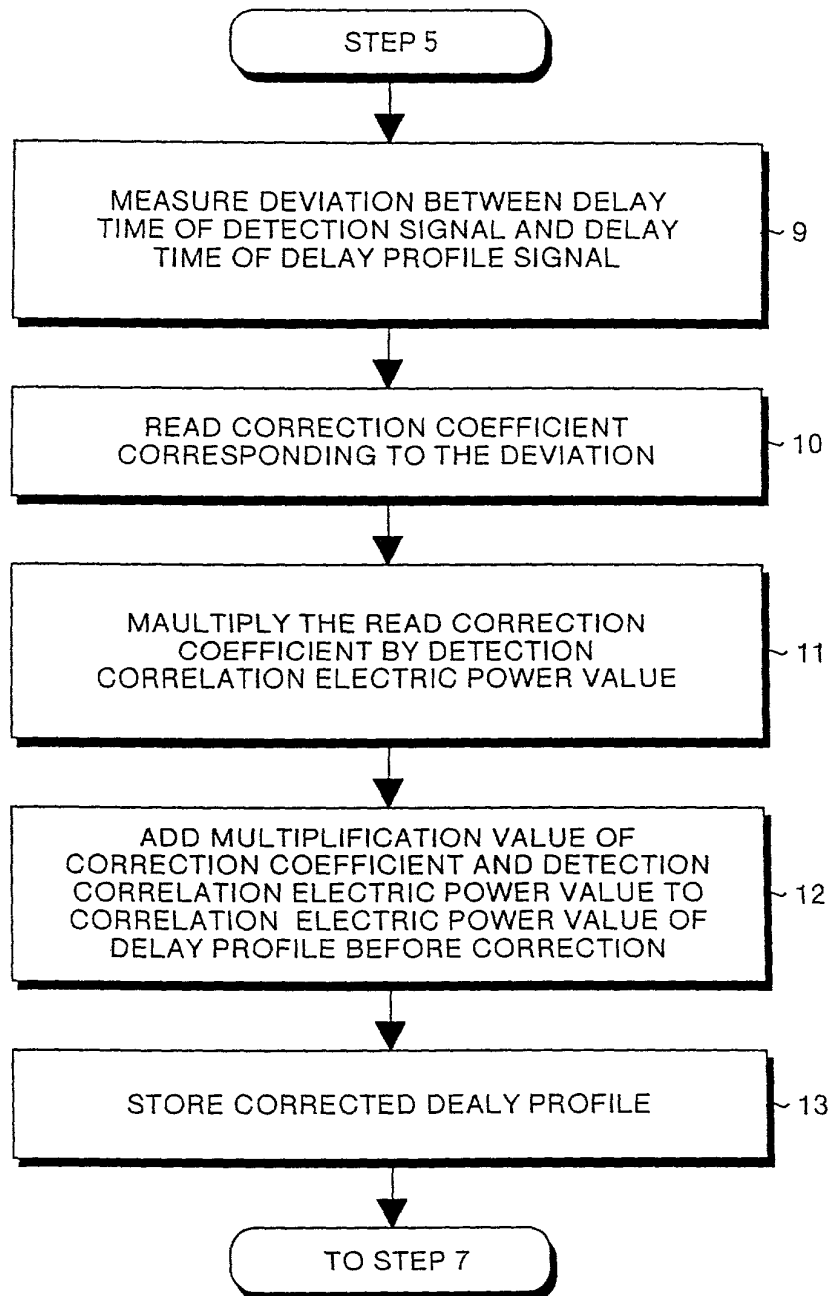 STEP 5
MEASURE DEVIATION BETWEEN DELAY
TIME OF DETECTION SIGNAL AND DELAY
TIME OF DELAY PROFILE SIGNAL
9
READ CORRECTION COEFFICIENT
CORRESPONDING TO THE DEVIATION
10
MAULTIPLY THE READ CORRECTION
COEFFICIENT BY DETECTION
CORRELATION ELECTRIC POWER VALUE
11
ADD MULTIPLIFICATION VALUE OF
CORRECTION COEFFICIENT AND DETECTION
CORRELATION ELECTRIC POWER VALUE TO
CORRELATION ELECTRIC POWER VALUE OF
DELAY PROFILE BEFORE CORRECTION
12
STORE CORRECTED DEALY PROFILE
13
TO STEP 7